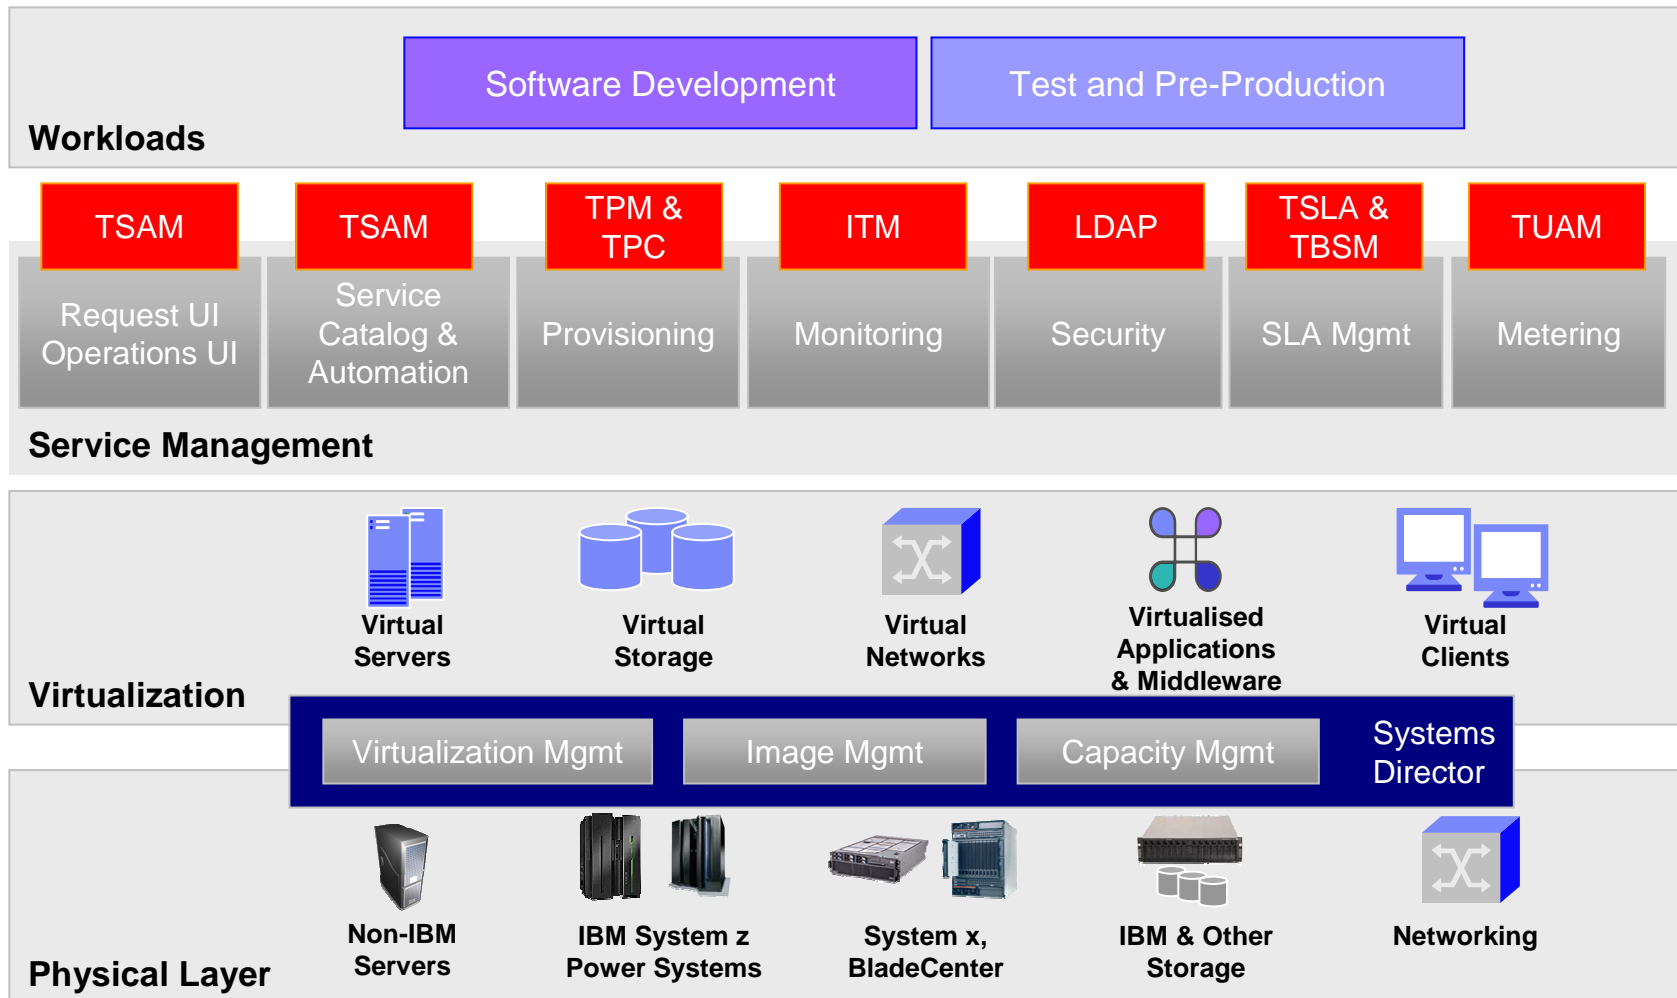 Software Development
Test and Pre-Production
Workloads
TSAM
TSAM
TPM &
TPC
ITM
LDAP
TSLA &
TBSM
TUAM
Request UI
Operations UI
Service
Catalog &
Automation
Provisioning
Monitoring
Security
SLA Mgmt
Metering
Service Management
Virtual
Servers
Virtual
Storage
Virtual
Networks
Virtualised
Applications
& Middleware
Virtual
Clients
Virtualization
Virtualization Mgmt
Image Mgmt
Capacity Mgmt
Systems
Director
Non-IBM
Servers
IBM System z
Power Systems
System x,
BladeCenter
IBM & Other
Storage
Networking
Physical Layer